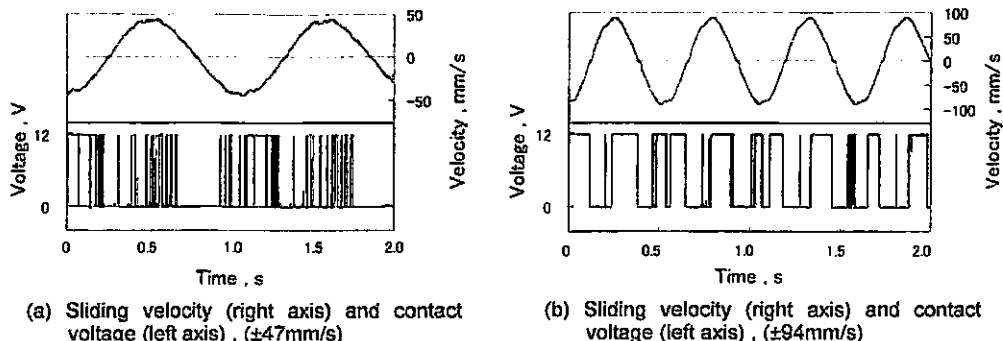 50
0
-50
Velocity , mm/s
12
0
Voltage , V
0 0.5 1.0 1.5 2.0
Time , s
(a) Sliding velocity (right axis) and contact
voltage (left axis) , (±47mm/s)
100
50
0
-50
-100
Velocity , mm/s
12
0
Voltage , V
0 0.5 1.0 1.5 2.0
Time , s
(b) Sliding velocity (right axis) and contact
voltage (left axis) , (±94mm/s)